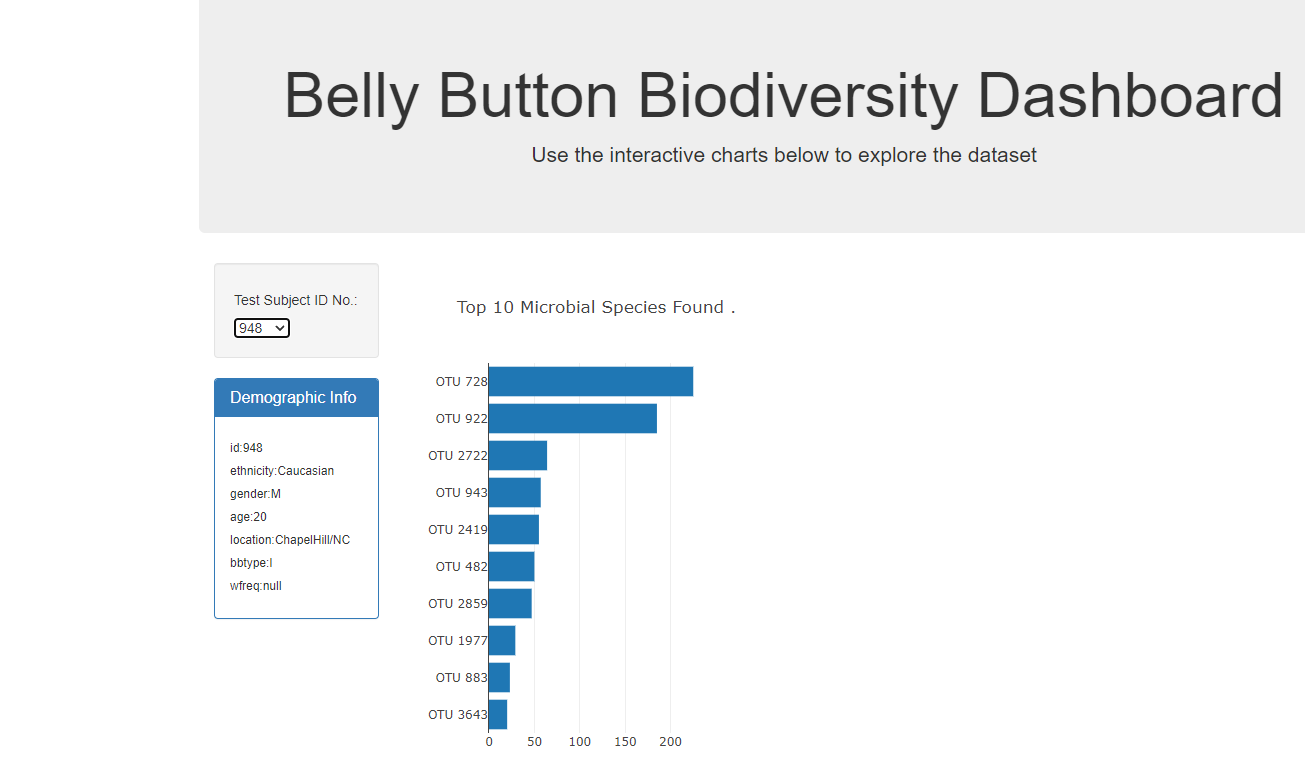 Belly Button Biodiversity Dashboard
Use the interactive charts below to explore the dataset
Test Subject ID No.:
948
Demographic Info
id:948
ethnicity:Caucasian
gender:M
age:20
location:ChapelHill/NC
bbtype:I
wfreq:null
Top 10 Microbial Species Found .
OTU 728
OTU 922
OTU 2722
OTU 943
OTU 2419
OTU 482
OTU 2859
OTU 1977
OTU 883
OTU 3643
0 50 100 150 200